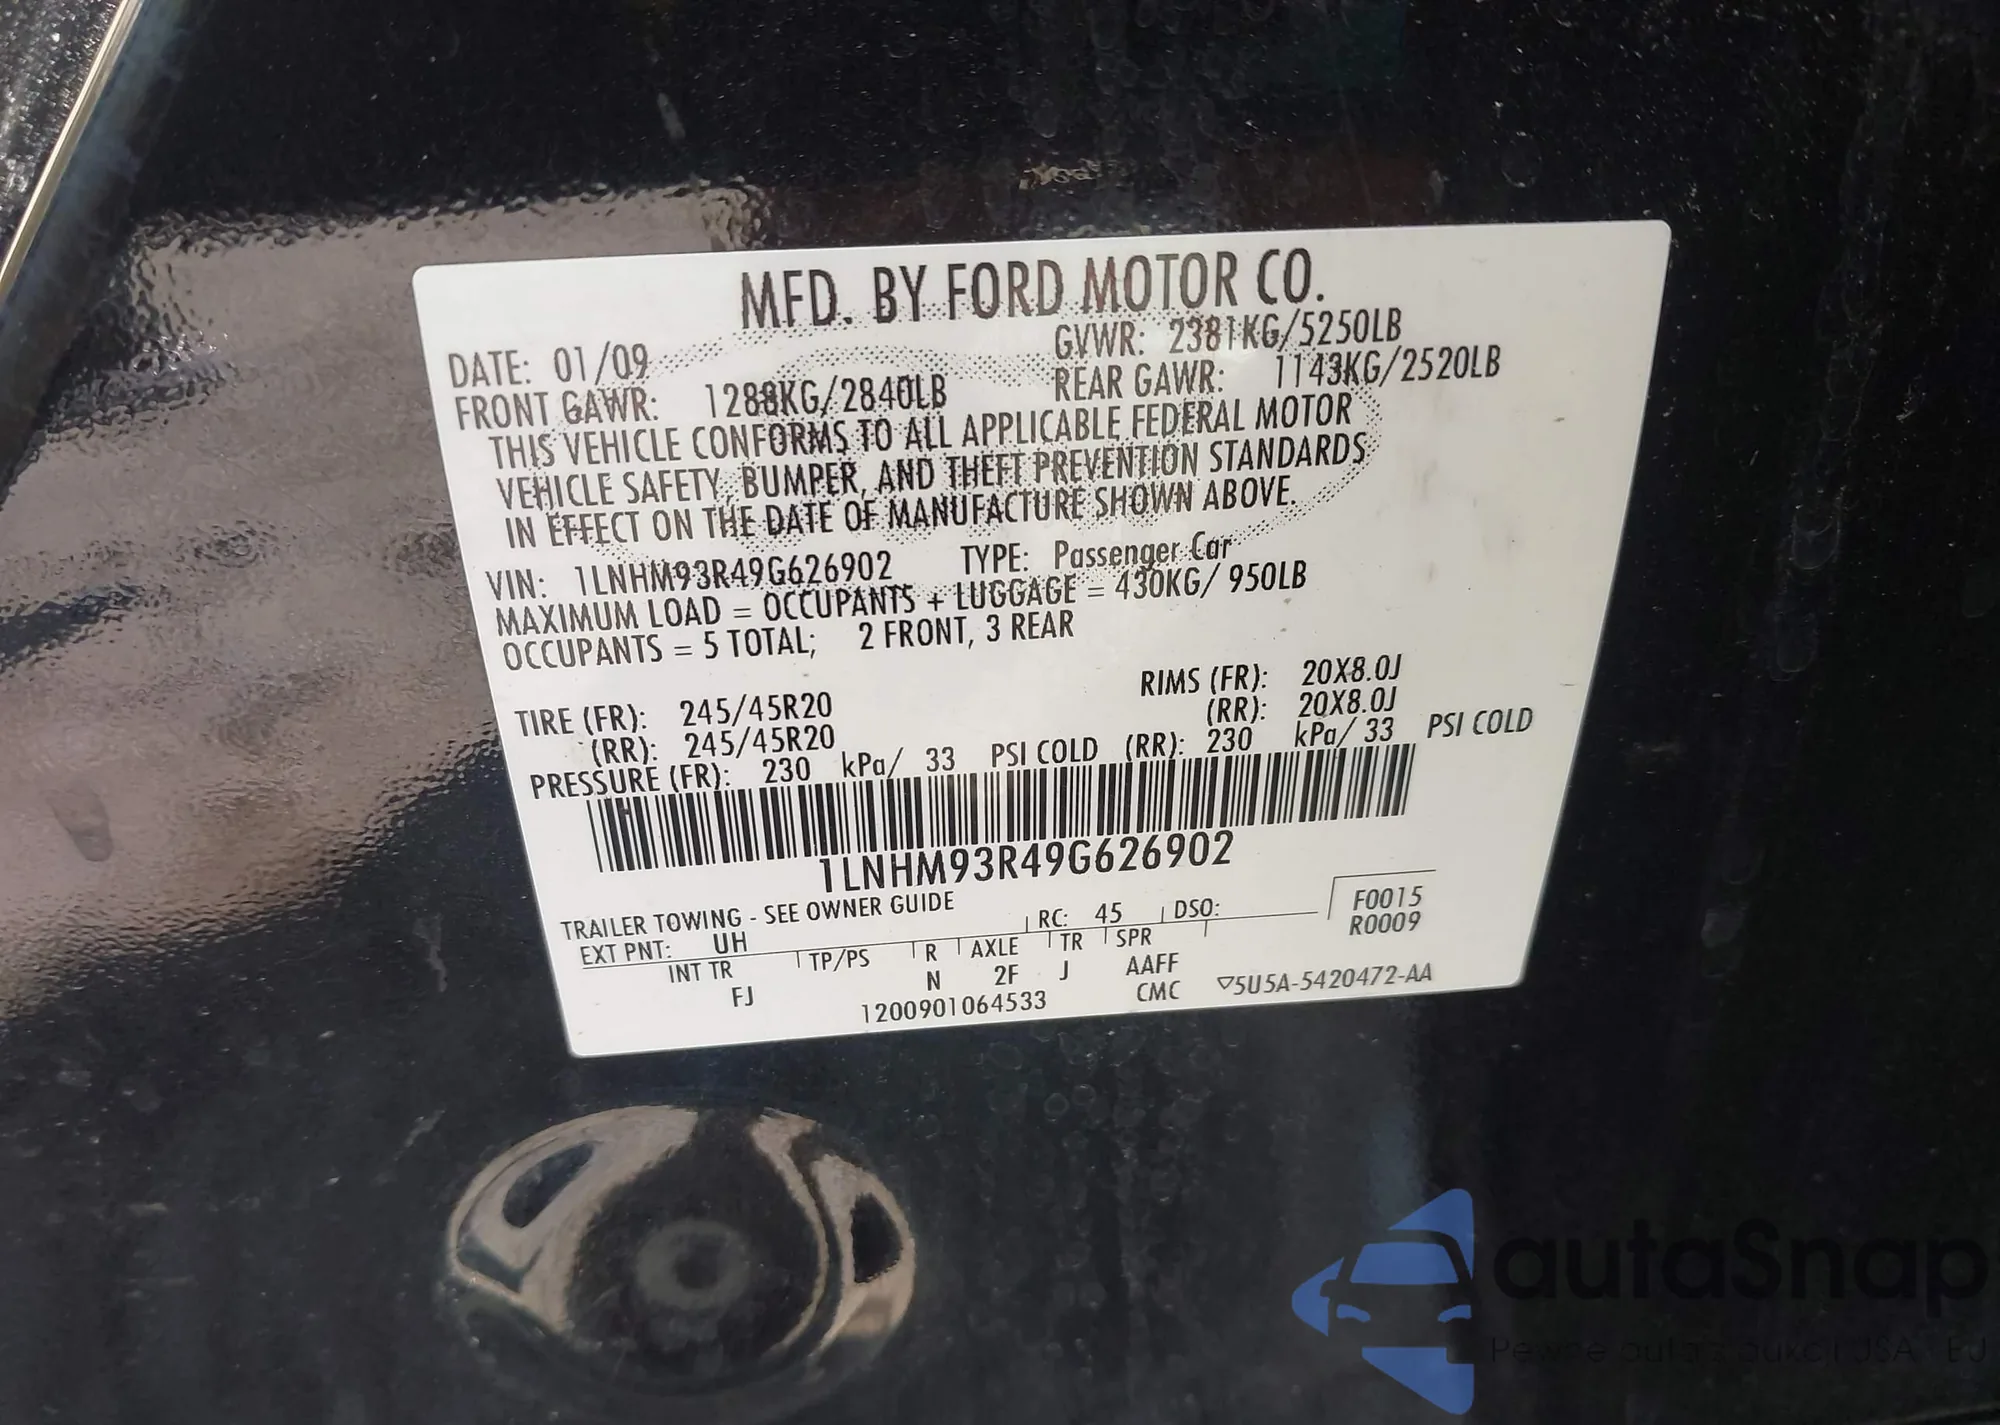 MFD. BY FORD MOTOR CO.
DATE: 01/09 GVWR: 2381KG/5250LB
FRONT GAWR: 1288KG/2840LB REAR GAWR: 1143KG/2520LB
THIS VEHICLE CONFORMS TO ALL APPLICABLE FEDERAL MOTOR
VEHICLE SAFETY, BUMPER, AND THEFT PREVENTION STANDARDS
IN EFFECT ON THE DATE OF MANUFACTURE SHOWN ABOVE.
VIN: 1LNHM93R49G626902 TYPE: Passenger Car
MAXIMUM LOAD = OCCUPANTS + LUGGAGE = 430KG/ 950LB
OCCUPANTS = 5 TOTAL; 2 FRONT, 3 REAR
TIRE (FR): 245/45R20 RIMS (FR): 20X8.0J
(RR): 245/45R20 (RR): 20X8.0J
PRESSURE (FR): 230 kPa/ 33 PSI COLD (RR): 230 kPa/ 33 PSI COLD
1LNHM93R49G626902
TRAILER TOWING - SEE OWNER GUIDE
F0015
R0009
EXT PNT: UH RC: 45 DSO:
INT TR TP/PS R AXLE TR SPR
FJ N 2F J AAFF
1200901064533 CMC ▽5U5A-5420472-AA
autaSnap